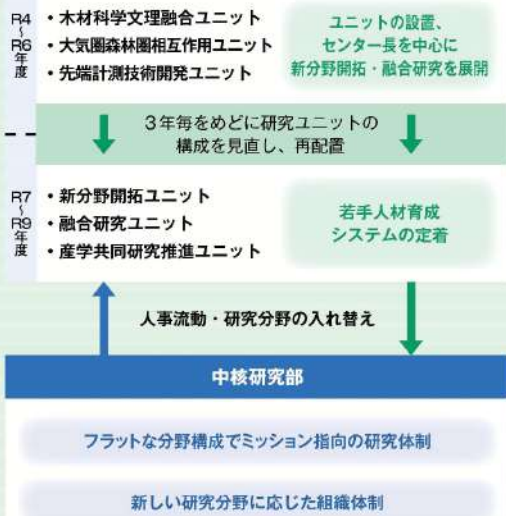 R4～R6年度
・木材科学文理融合ユニット
・大気圏森林圏相互作用ユニット
・先端計測技術開発ユニット
ユニットの設置、
センター長を中心に
新分野開拓・融合研究を展開
3年毎をめどに研究ユニットの
構成を見直し、再配置
R7～R9年度
・新分野開拓ユニット
・融合研究ユニット
・産学共同研究推進ユニット
若手人材育成
システムの定着
人事流動・研究分野の入れ替え
中核研究部
フラットな分野構成でミッション指向の研究体制
新しい研究分野に応じた組織体制